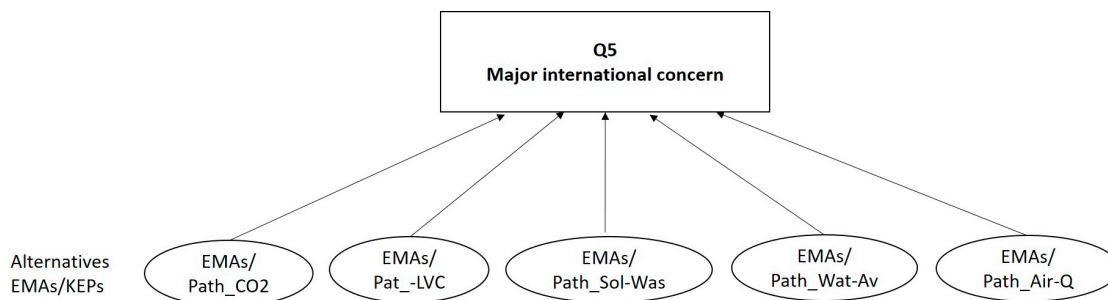 Q5
Major international concern
Alternatives
EMAs/KEPs
EMAs/
Path_CO2
EMAs/
Pat_-LVC
EMAs/
Path_Sol-Was
EMAs/
Path_Wat-Av
EMAs/
Path_Air-Q